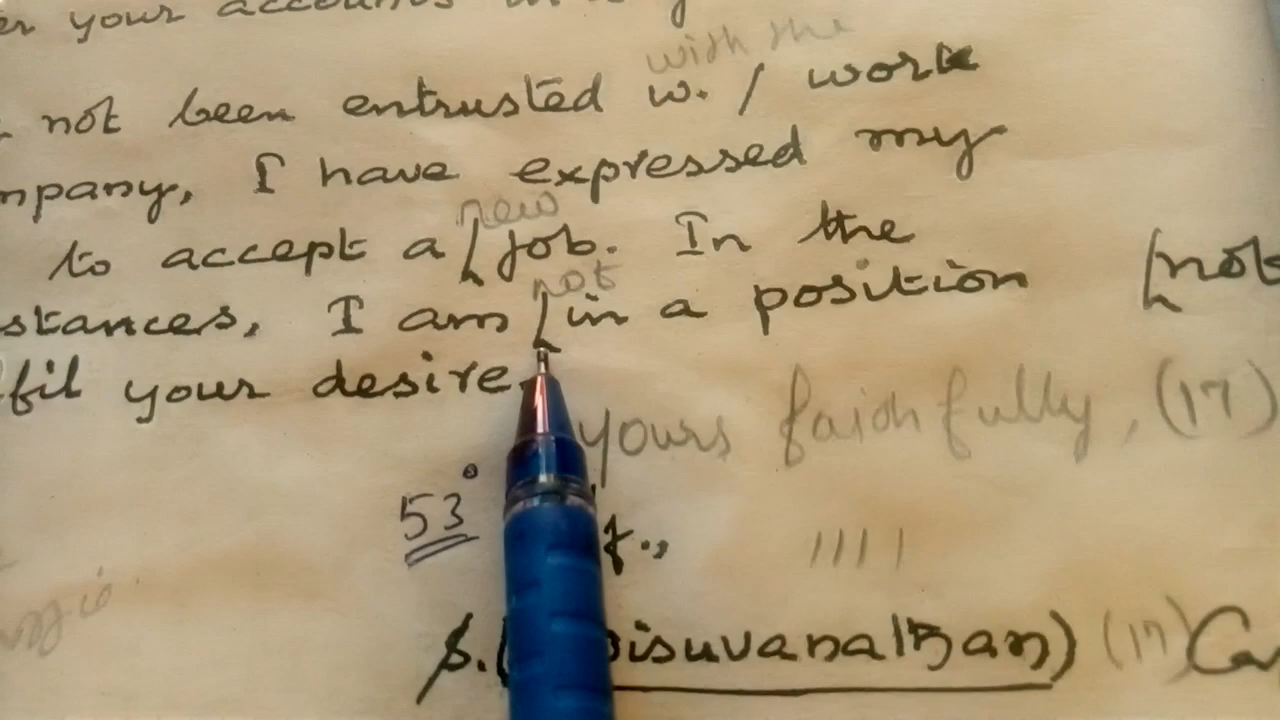 er your accounts
with the
not been entrusted w. / work
mpany, I have expressed my
new
to accept a [job. In the
not
stances, I am [in a position [not
fil your desire.
yours faithfully, (17)
53°
f.,
(17)